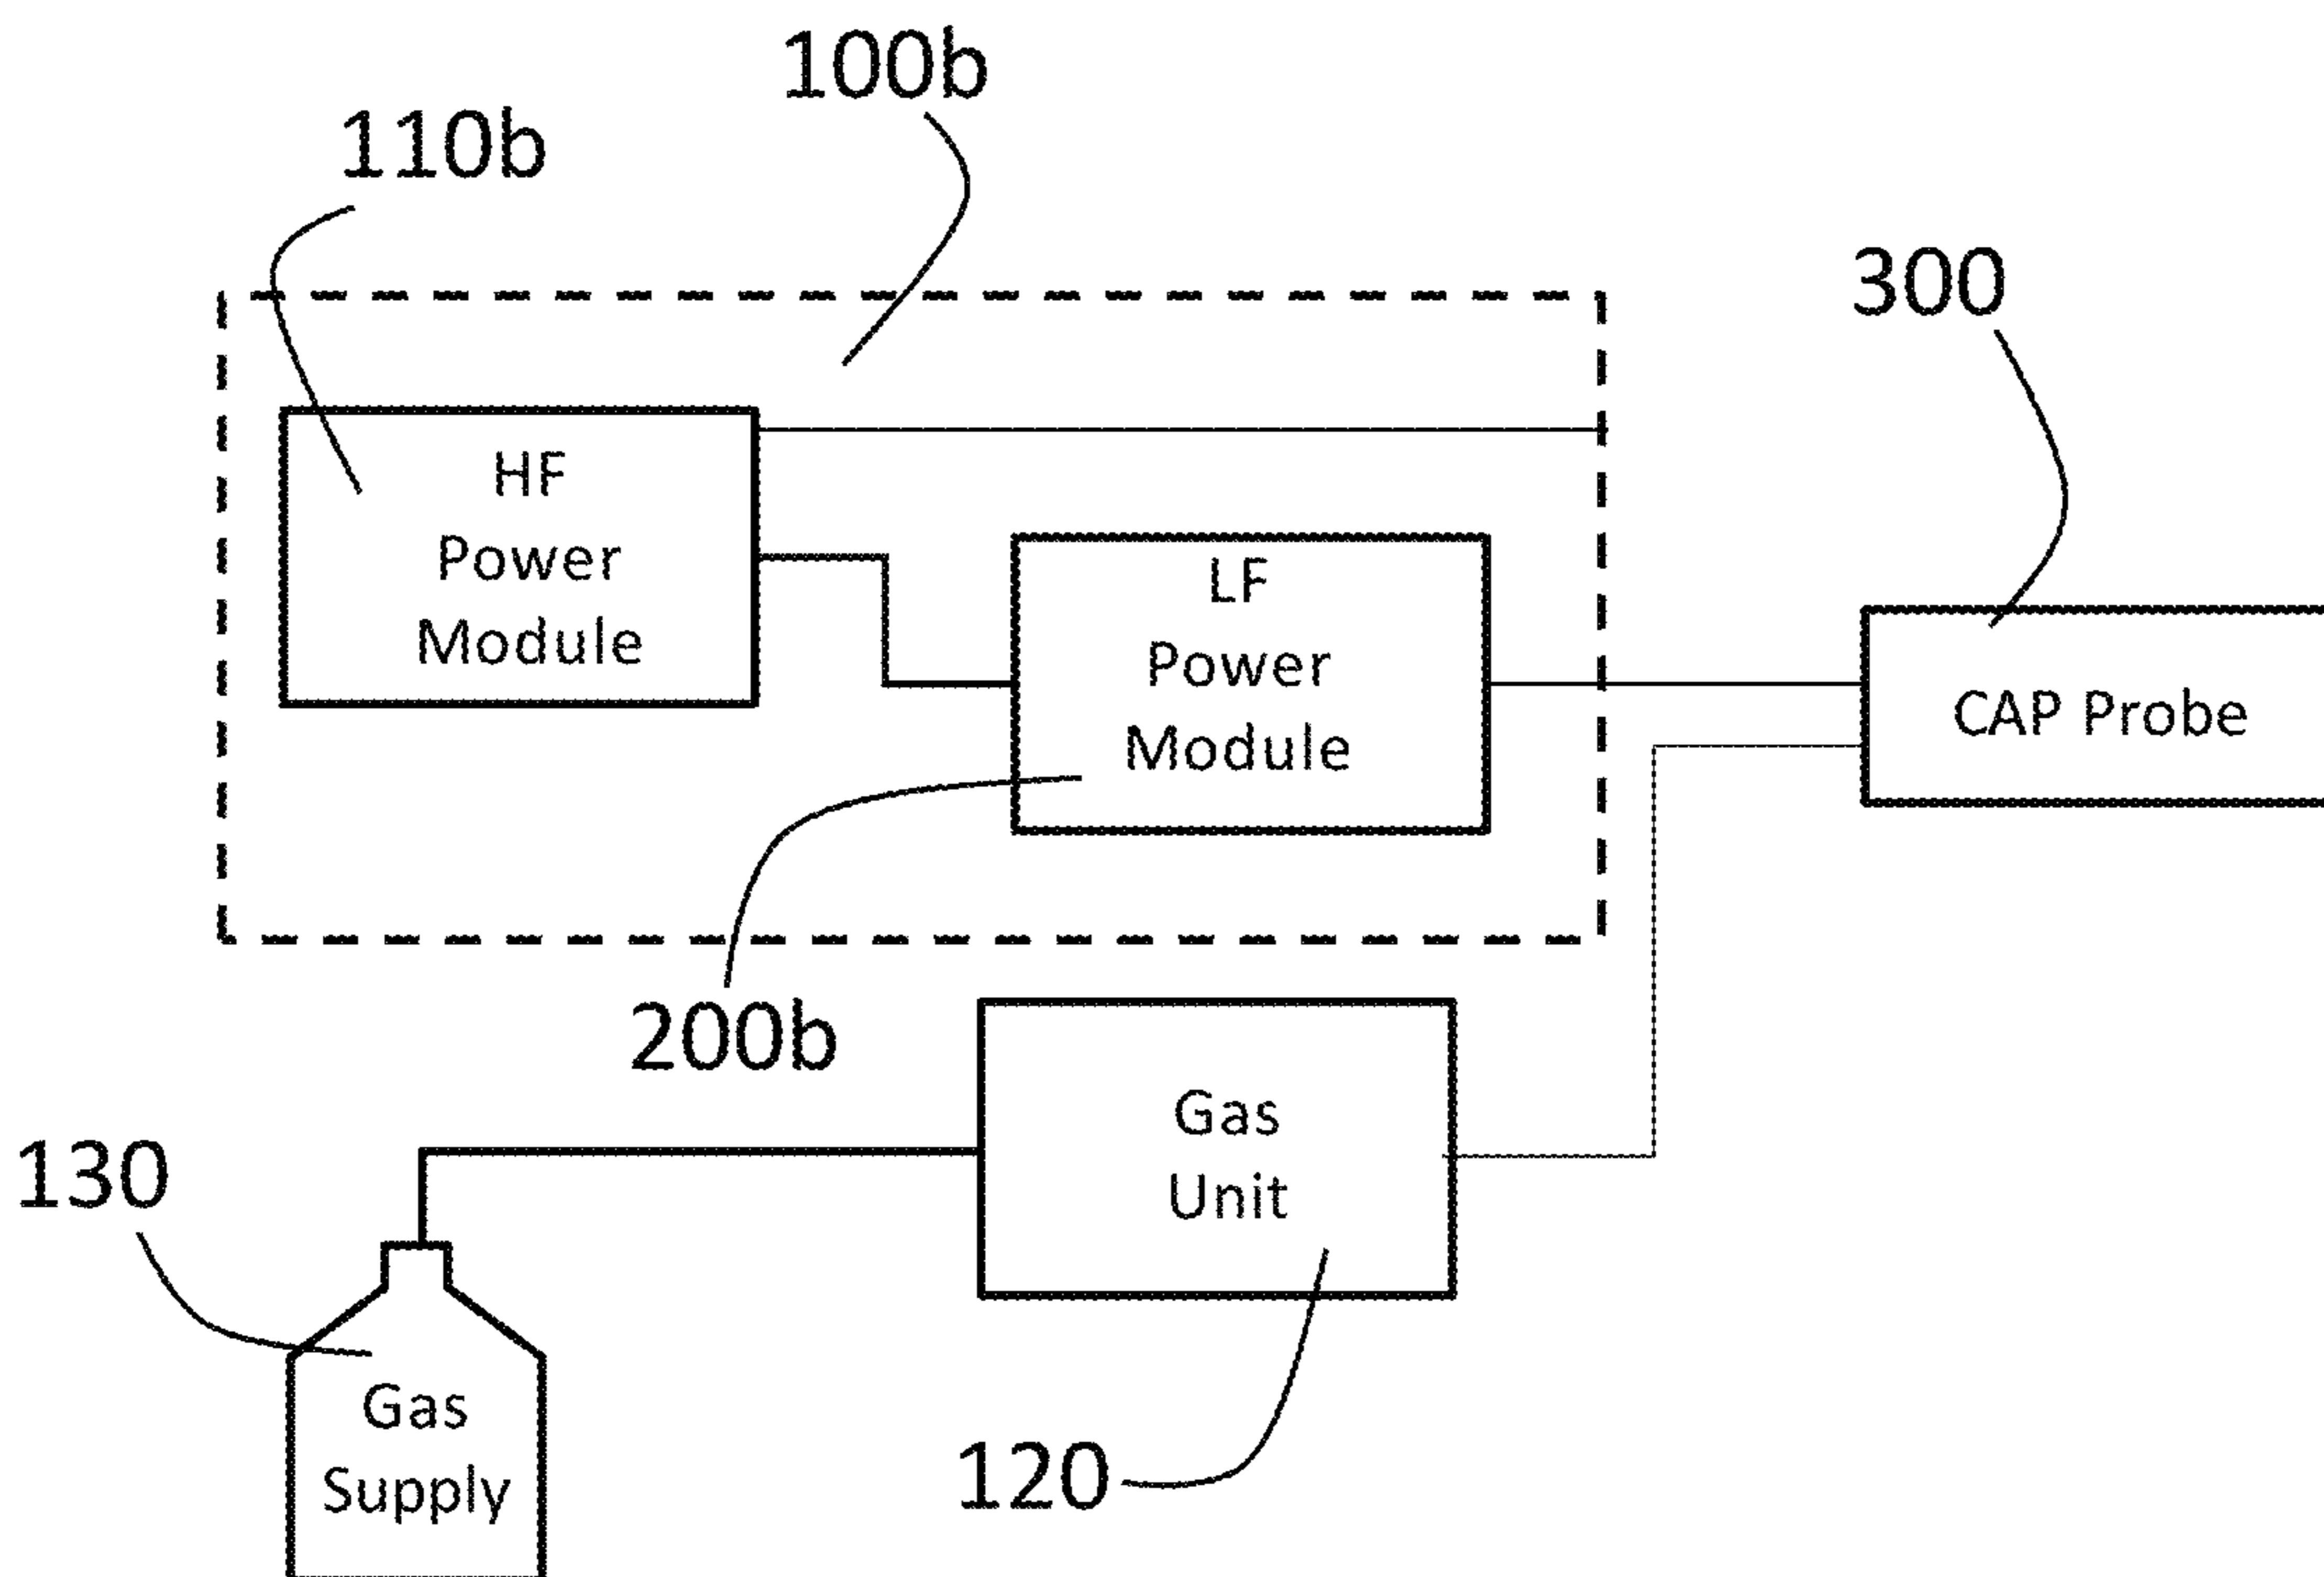 100b
110b
300
HF
Power
Module
LF
Power
Module
CAP Probe
200b
Gas
Unit
130
Gas
Supply
120